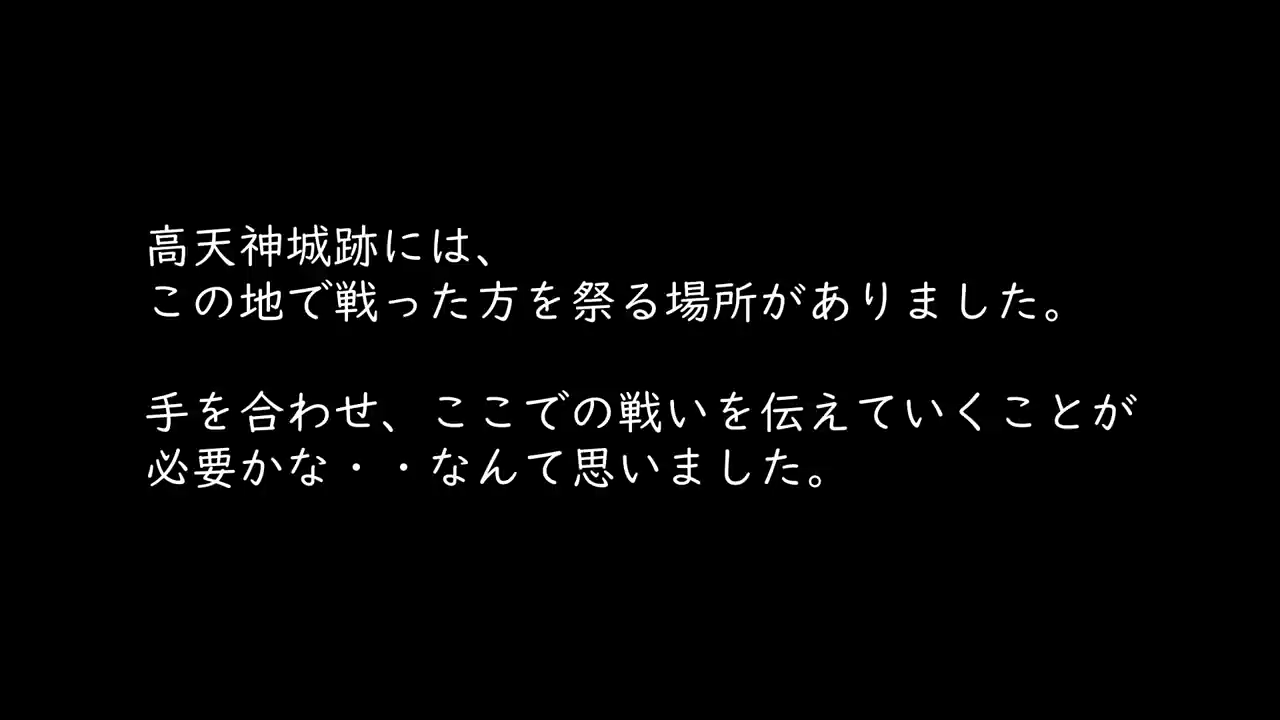 高天神城跡には、
この地で戦った方を祭る場所がありました。
手を合わせ、ここでの戦いを伝えていくことが
必要かな・・なんて思いました。